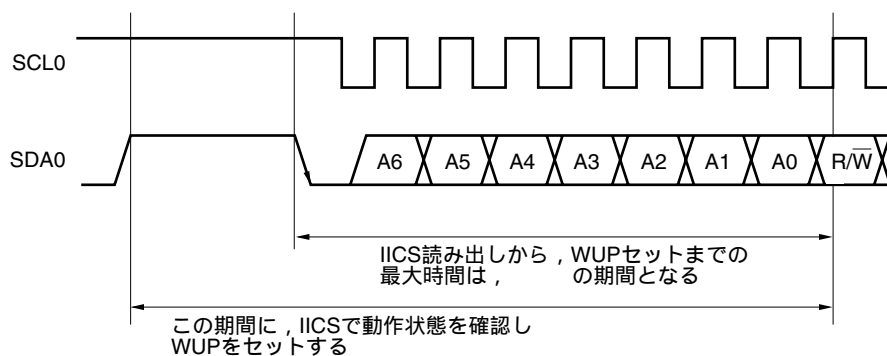 SCL0
SDA0
A6 A5 A4 A3 A2 A1 A0 R/W̅
IICS読み出しから，WUPセットまでの
最大時間は，　　の期間となる
この期間に，IICSで動作状態を確認し
WUPをセットする